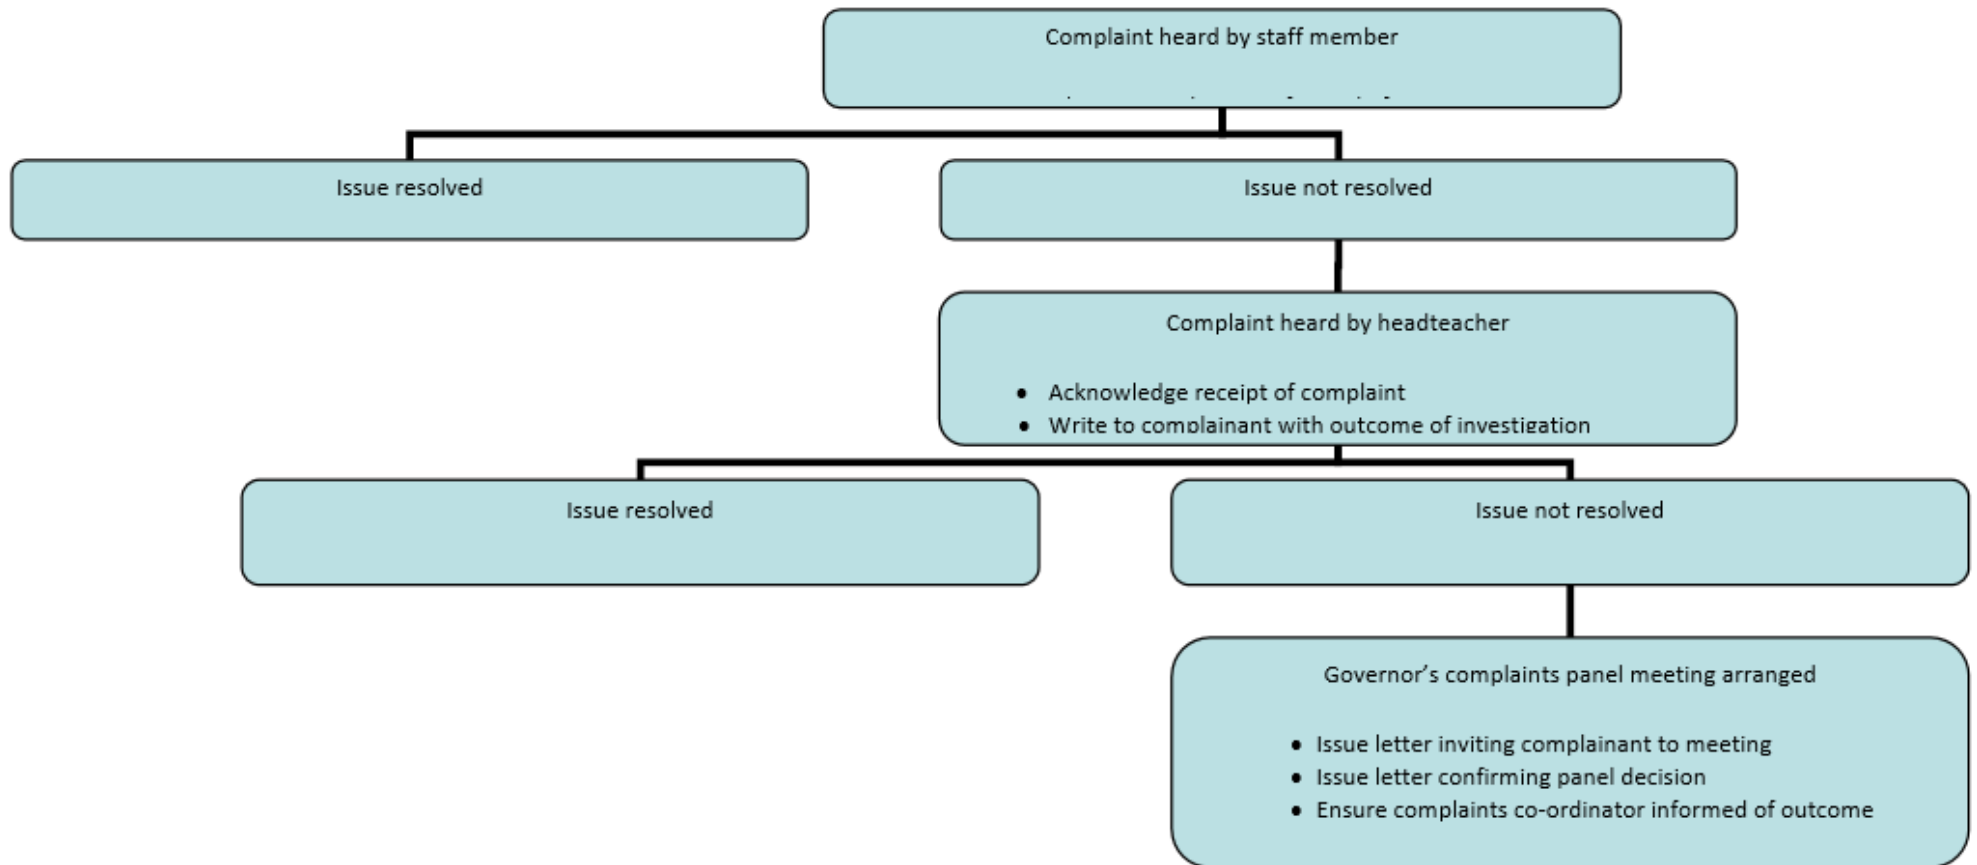 Complaint heard by staff member
Issue resolved
Issue not resolved
Complaint heard by headteacher
• Acknowledge receipt of complaint
• Write to complainant with outcome of investigation
Issue resolved
Issue not resolved
Governor’s complaints panel meeting arranged
• Issue letter inviting complainant to meeting
• Issue letter confirming panel decision
• Ensure complaints co-ordinator informed of outcome